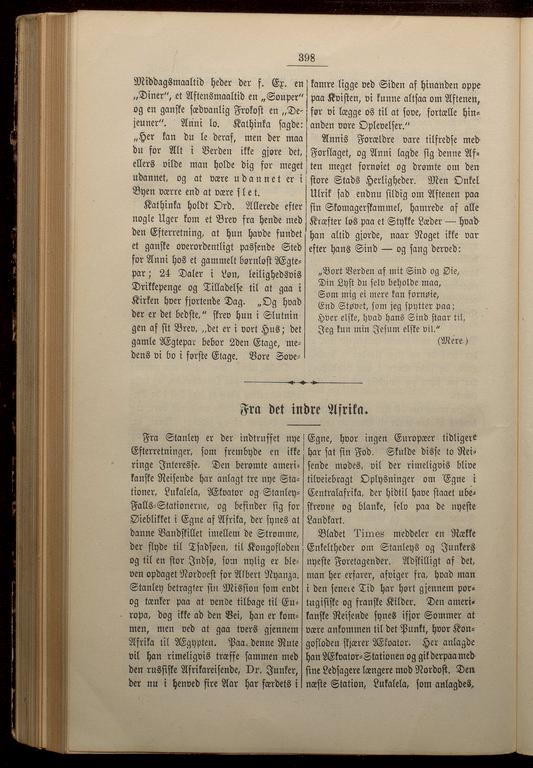 398
Middagsmaaltid heder der f. Ex. en
„Diner“, et Aftensmaaltid en „Souper“
og en ganske sædvanlig Frokost en „De-
jeuner“. Anni lo. Kathinka sagde:
„Her kan du le deraf, men der maa
du for Alt i Verden ikke gjøre det,
ellers vilde man holde dig for meget
udannet, og at være udannet er i
Byen værre end at være flet.
Kathinka holdt Ord. Allerede efter
nogle Uger kom et Brev fra hende med
den Efterretning, at hun havde fundet
et ganske overordentligt passende Sted
for Anni hos et gammelt barnløst Ægte-
par; 24 Daler i Løn, leilighedsvis
Drikkepenge og Tilladelse til at gaa i
Kirken hver fjortende Dag. „Og hvad
der er det bedste,“ skrev hun i Slutnin
gen af sit Brev, „det er i vort Hus; det
gamle Ægtepar bebor 2den Etage, me-
dens vi bo i første Etage. Vore Sove-
kamre ligge ved Siden af hinanden oppe
paa Kvisten, vi kunne altsaa om Aftenen,
før vi lægge os til at sove, fortælle hin-
anden vore Oplevelser.“
Annis Forældre vare tilfredse med
Forslaget, og Anni lagde sig denne Af-
ten meget fornøiet og drømte om den
store Stads Herligheder. Men Onkel
Ulrik sad endnu silde om Aftenen paa
sin Skomagerskammel, hamrede af alle
Kræfter løs paa et Stykke Læder — hvad
han altid gjorde, naar Noget ikke var
efter hans Sind — og sang derved:
„Bort Verden af mit Sind og Øie,
Din Lyst du selv beholde maa,
Som mig ei mere kan fornøie,
End Støvet, som jeg spytter paa;
Hver elske, hvad hans Sind staar til,
Jeg kun min Jesum elske vil.“
(Mere.)
Fra det indre Afrika.
Fra Stanley er der indtruffet nye
Efterretninger, som frembyde en ikke
ringe Interesse. Den berømte ameri-
kanske Reisende har anlagt tre nye Sta-
tioner, Lukalela, Ækvator og Stanley-
Falls-Stationerne, og befinder sig for
Øieblikket i Egne af Afrika, der synes at
danne Vandskillet imellem de Strømme,
der flyde til Tsadsøen, til Kongofloden
og til en stor Indsø, som nylig er ble-
ven opdaget Nordvest for Albert Nyanza.
Stanley betragter sin Mission som endt
og tænker paa at vende tilbage til Eu-
ropa, dog ikke ad den Vei, han er kom-
men, men ved at gaa tvers gjennem
Afrika til Ægypten. Paa denne Rute
vil han rimeligvis træffe sammen med
den russiske Afrikareisende, Dr. Junker,
der nu i henved fire Aar har færdets i
Egne, hvor ingen Europæer tidligere
har sat sin Fod. Skulde disse to Rei-
sende mødes, vil der rimeligvis blive
tilveiebragt Oplysninger om Egne i
Centralafrika, der hidtil have staaet ube-
skrevne og blanke, selv paa de nyeste
Landkart.
Bladet Times meddeler en Række
Enkeltheder om Stanleys og Junkers
nyeste Foretagender. Adskilligt af det,
man her erfarer, afviger fra, hvad man
i den senere Tid har hørt gjennem por-
tugisiske og franske Kilder. Den ameri-
kanske Reisende synes ifjor Sommer at
være ankommen til det Punkt, hvor Kon-
gofloden skjærer Ækvator. Her anlagde
han Ækvator-Stationen og gik derpaa med
sine Ledsagere længere mod Nordost. Den
næste Station, Lukalela, som anlagdes,